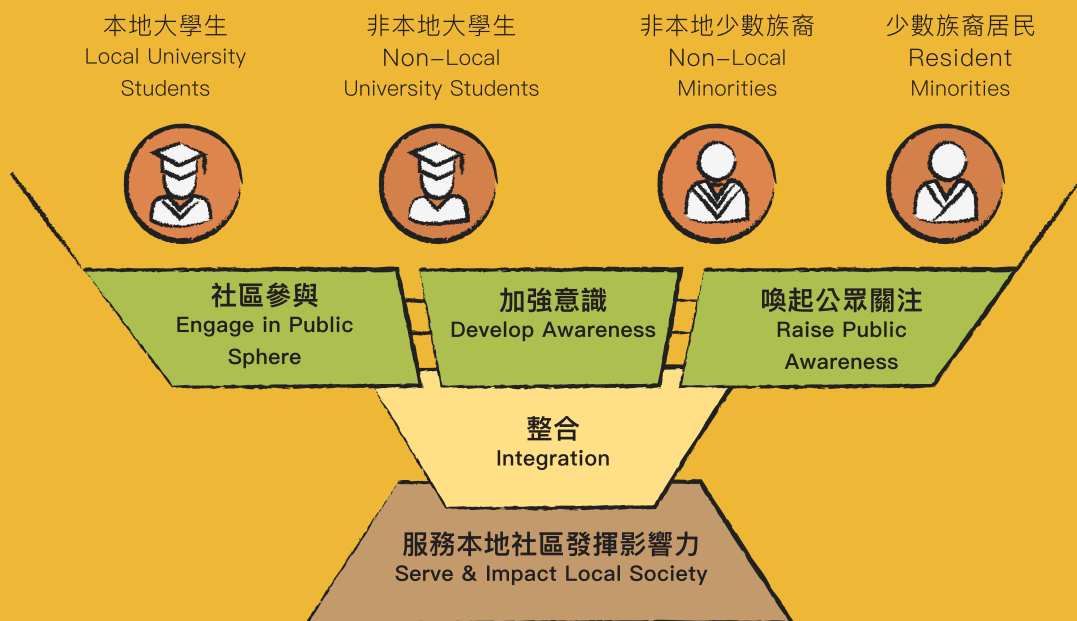 本地大學生
Local University
Students
非本地大學生
Non-Local
University Students
非本地少數族裔
Non-Local
Minorities
少數族裔居民
Resident
Minorities
社區參與
Engage in Public
Sphere
加強意識
Develop Awareness
喚起公眾關注
Raise Public
Awareness
整合
Integration
服務本地社區發揮影響力
Serve & Impact Local Society